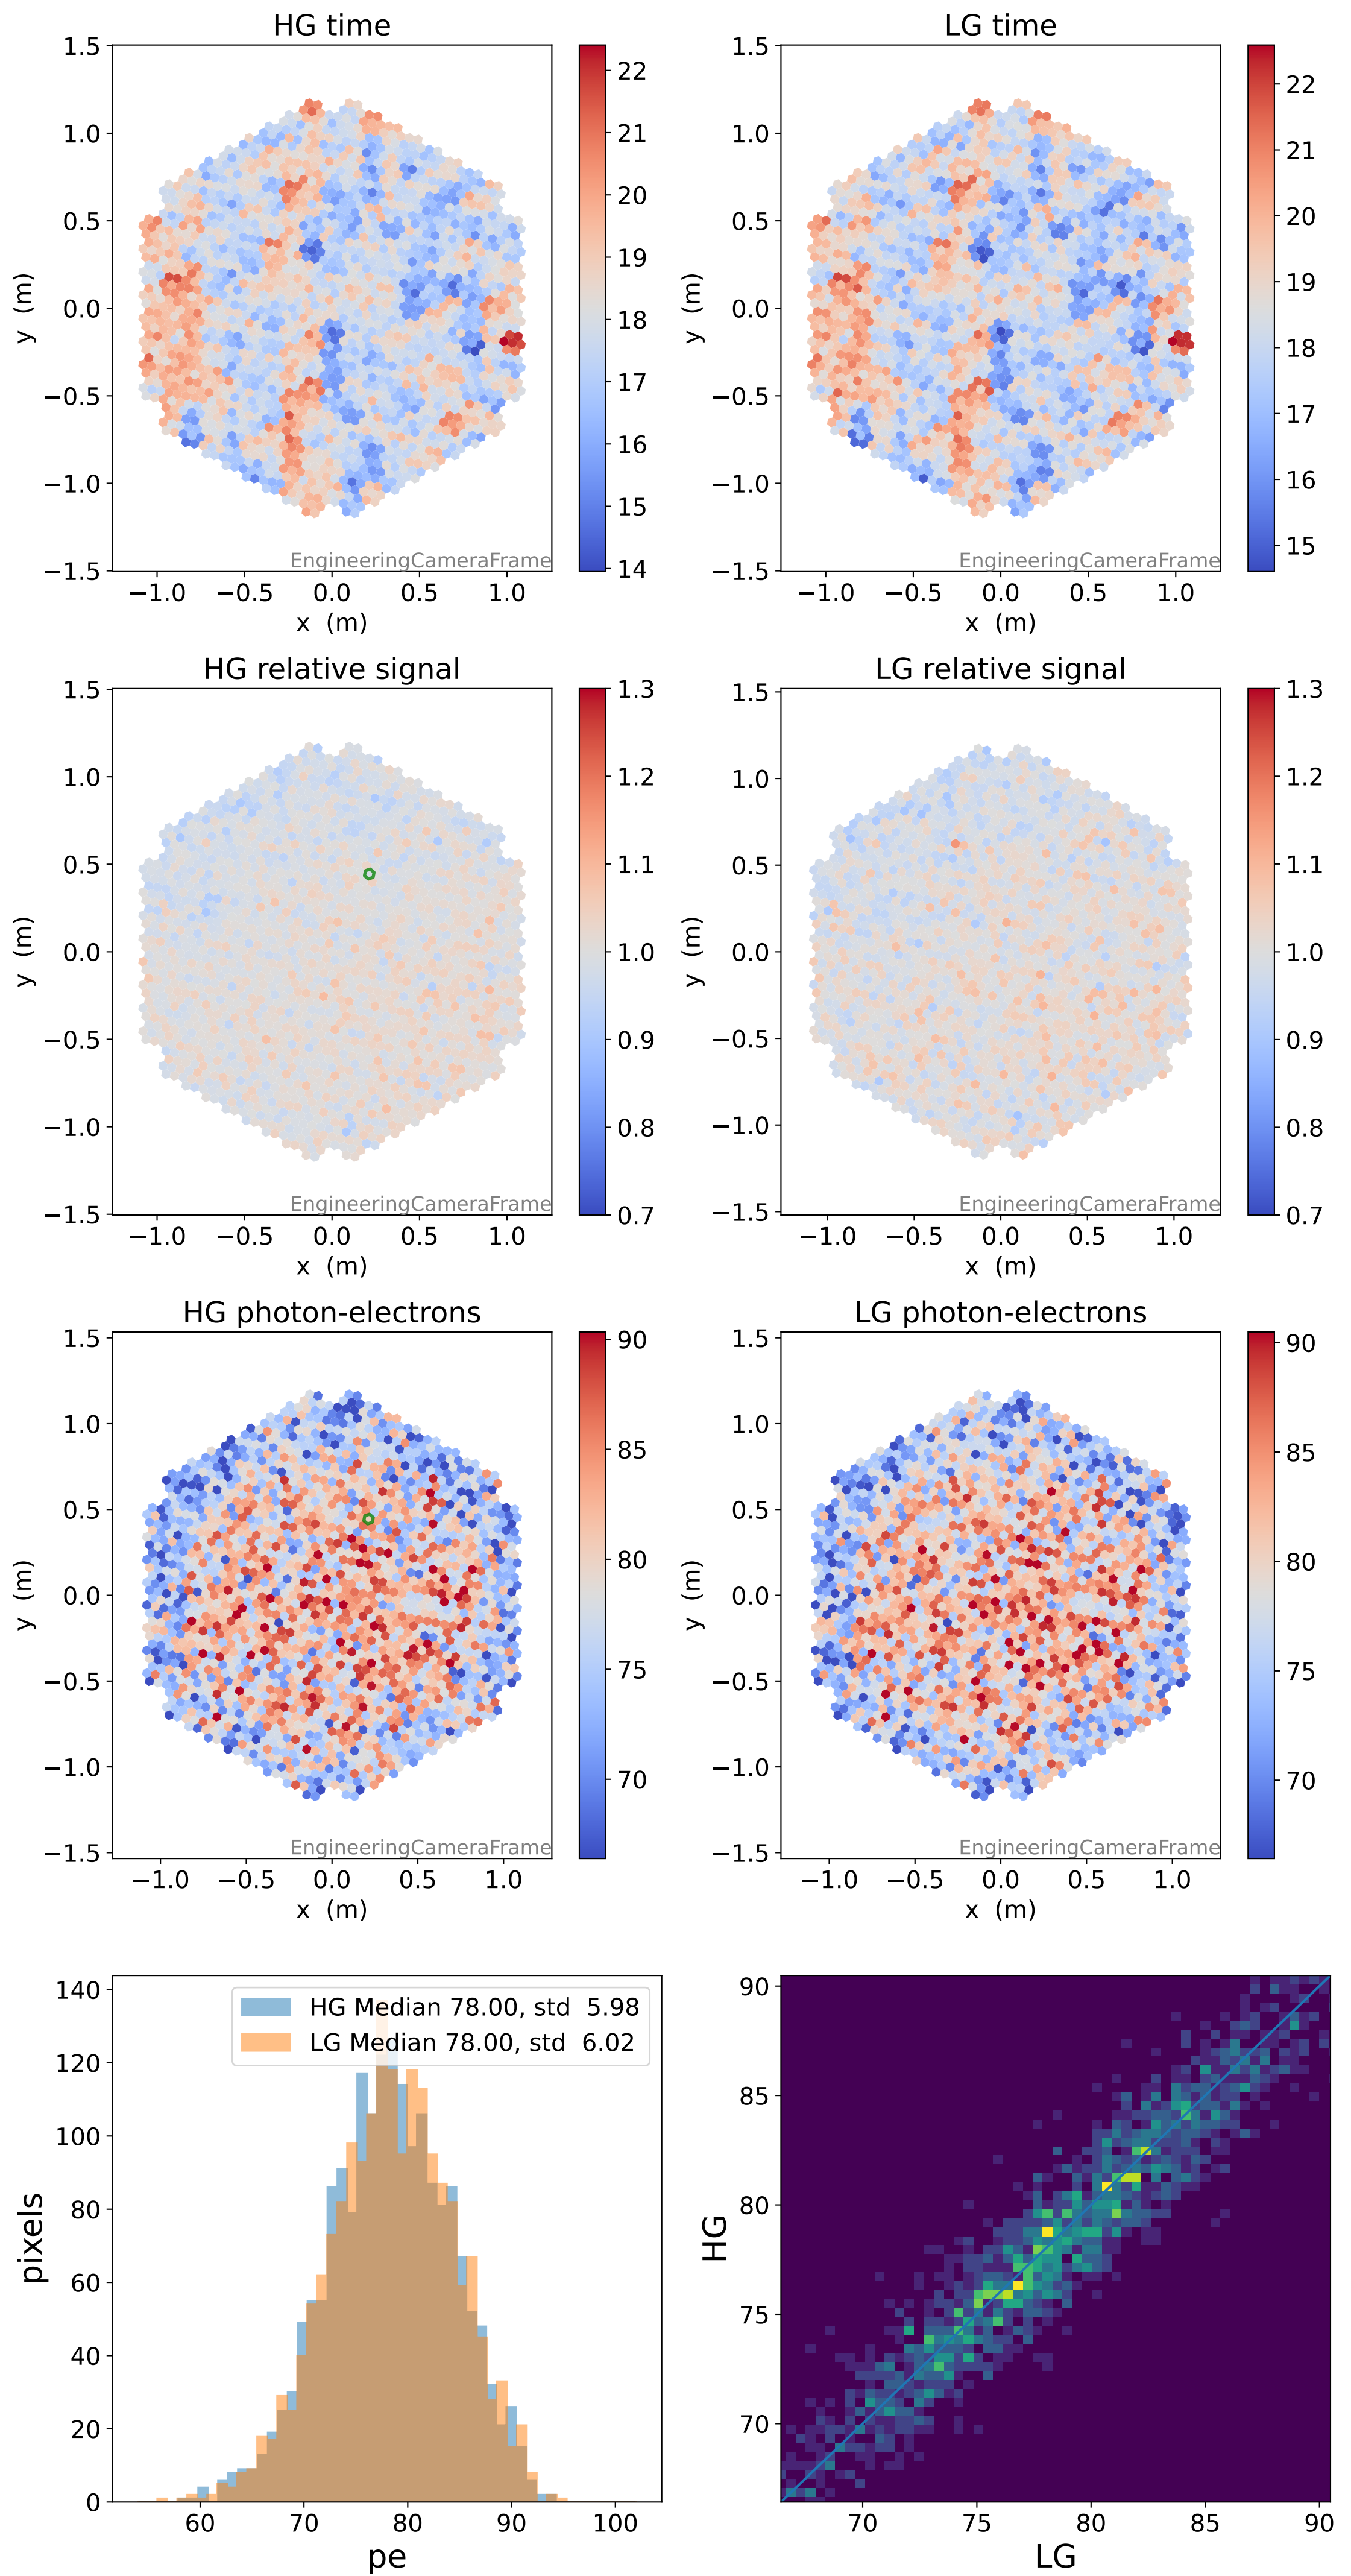 HG time
LG time
1.5
1.0
0.5
0.0
−0.5
−1.0
−1.5
y (m)
−1.0 −0.5 0.0 0.5 1.0
x (m)
EngineeringCameraFrame
22
21
20
19
18
17
16
15
14
1.5
1.0
0.5
0.0
−0.5
−1.0
−1.5
y (m)
−1.0 −0.5 0.0 0.5 1.0
x (m)
EngineeringCameraFrame
22
21
20
19
18
17
16
15
HG relative signal
LG relative signal
1.5
1.0
0.5
0.0
−0.5
−1.0
−1.5
y (m)
−1.0 −0.5 0.0 0.5 1.0
x (m)
EngineeringCameraFrame
1.3
1.2
1.1
1.0
0.9
0.8
0.7
1.5
1.0
0.5
0.0
−0.5
−1.0
−1.5
y (m)
−1.0 −0.5 0.0 0.5 1.0
x (m)
EngineeringCameraFrame
1.3
1.2
1.1
1.0
0.9
0.8
0.7
HG photon-electrons
LG photon-electrons
1.5
1.0
0.5
0.0
−0.5
−1.0
−1.5
y (m)
−1.0 −0.5 0.0 0.5 1.0
x (m)
EngineeringCameraFrame
90
85
80
75
70
1.5
1.0
0.5
0.0
−0.5
−1.0
−1.5
y (m)
−1.0 −0.5 0.0 0.5 1.0
x (m)
EngineeringCameraFrame
90
85
80
75
70
HG Median 78.00, std 5.98
LG Median 78.00, std 6.02
140
120
100
80
60
40
20
0
pixels
60 70 80 90 100
pe
90
85
80
75
70
HG
70 75 80 85 90
LG